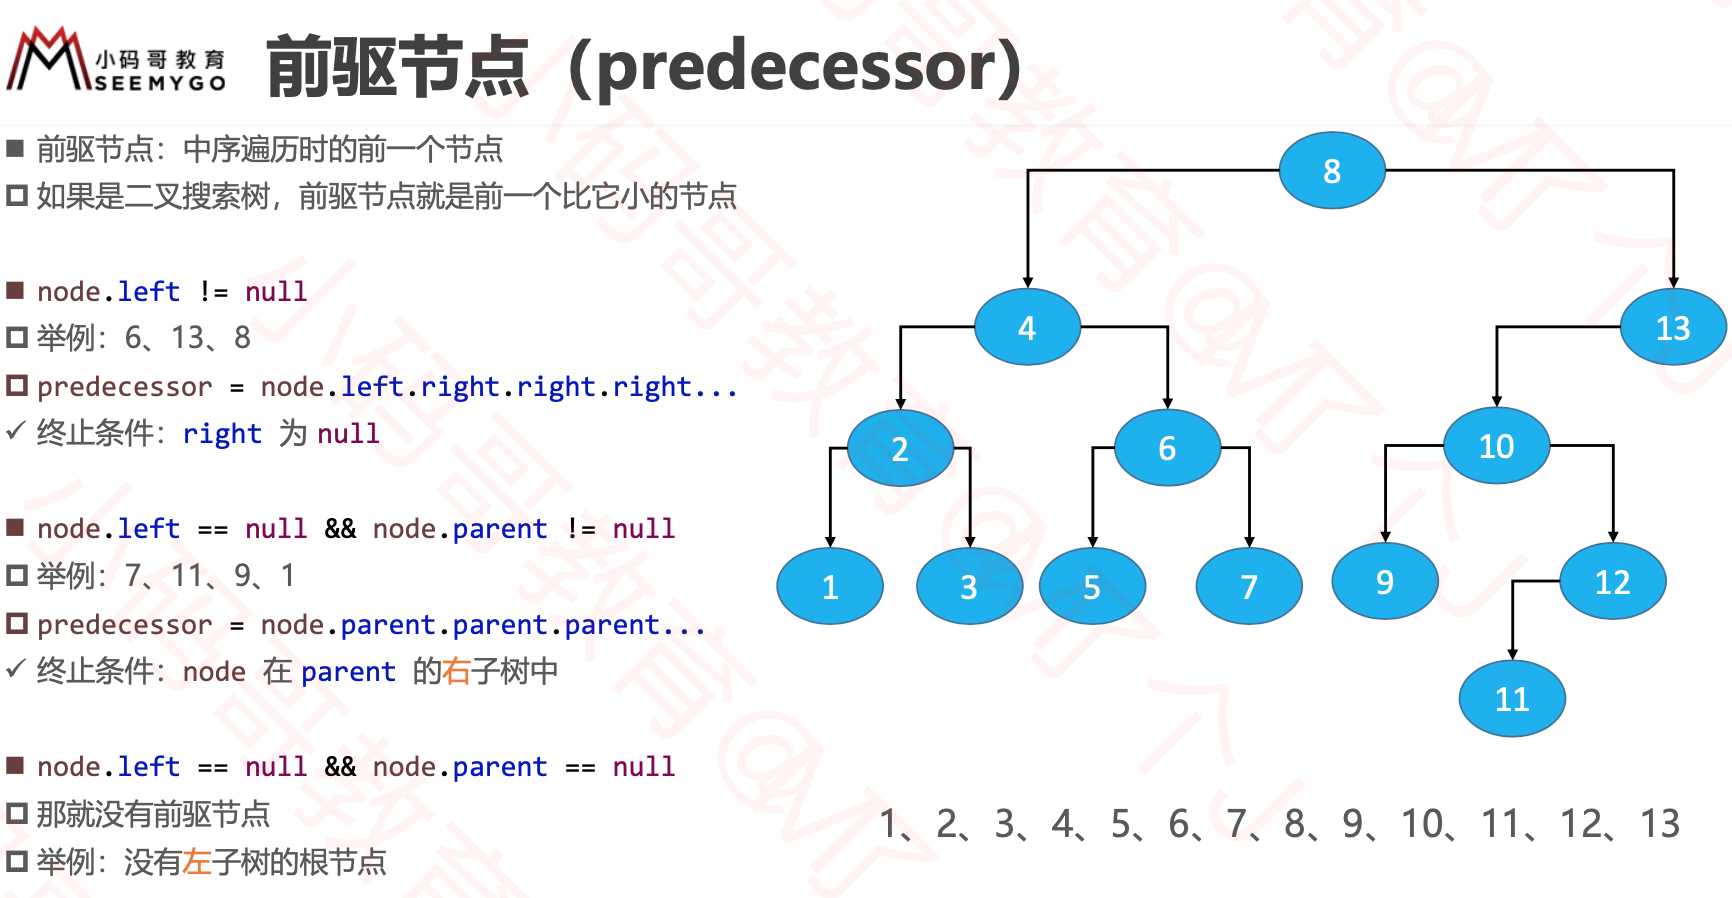 小码哥教育
SEEMYGO
前驱节点（predecessor）
前驱节点：中序遍历时的前一个节点
如果是二叉搜索树，前驱节点就是前一个比它小的节点
node.left != null
举例：6、13、8
predecessor = node.left.right.right.right...
终止条件：right 为 null
node.left == null && node.parent != null
举例：7、11、9、1
predecessor = node.parent.parent.parent...
终止条件：node 在 parent 的右子树中
node.left == null && node.parent == null
那就没有前驱节点
举例：没有左子树的根节点
8
4
13
2
6
10
1
3
5
7
9
12
11
1、2、3、4、5、6、7、8、9、10、11、12、13